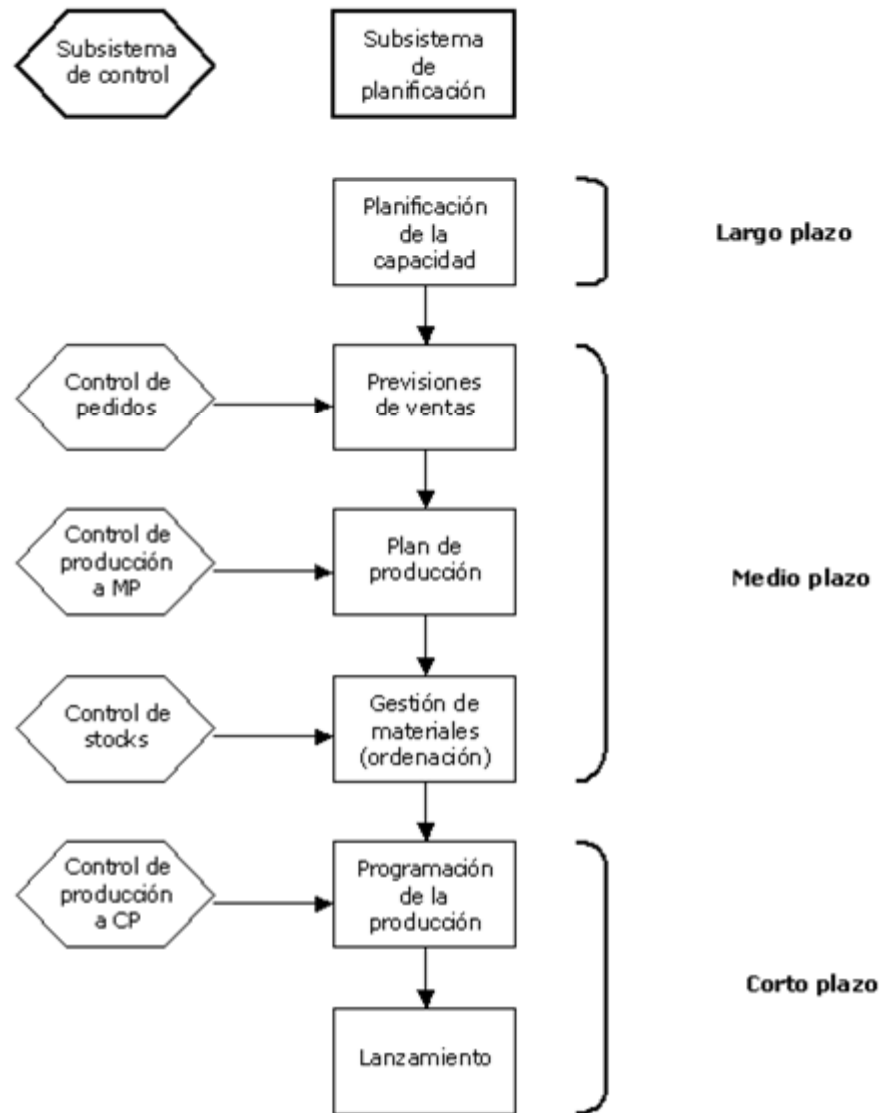 Subsistema
de control
Subsistema
de
planificación
Planificación
de la
capacidad
Largo plazo
Control de
pedidos
Previsiones
de ventas
Control de
producción
a MP
Plan de
producción
Medio plazo
Control de
stocks
Gestión de
materiales
(ordenación)
Control de
producción
a CP
Programación
de la
producción
Corto plazo
Lanzamiento